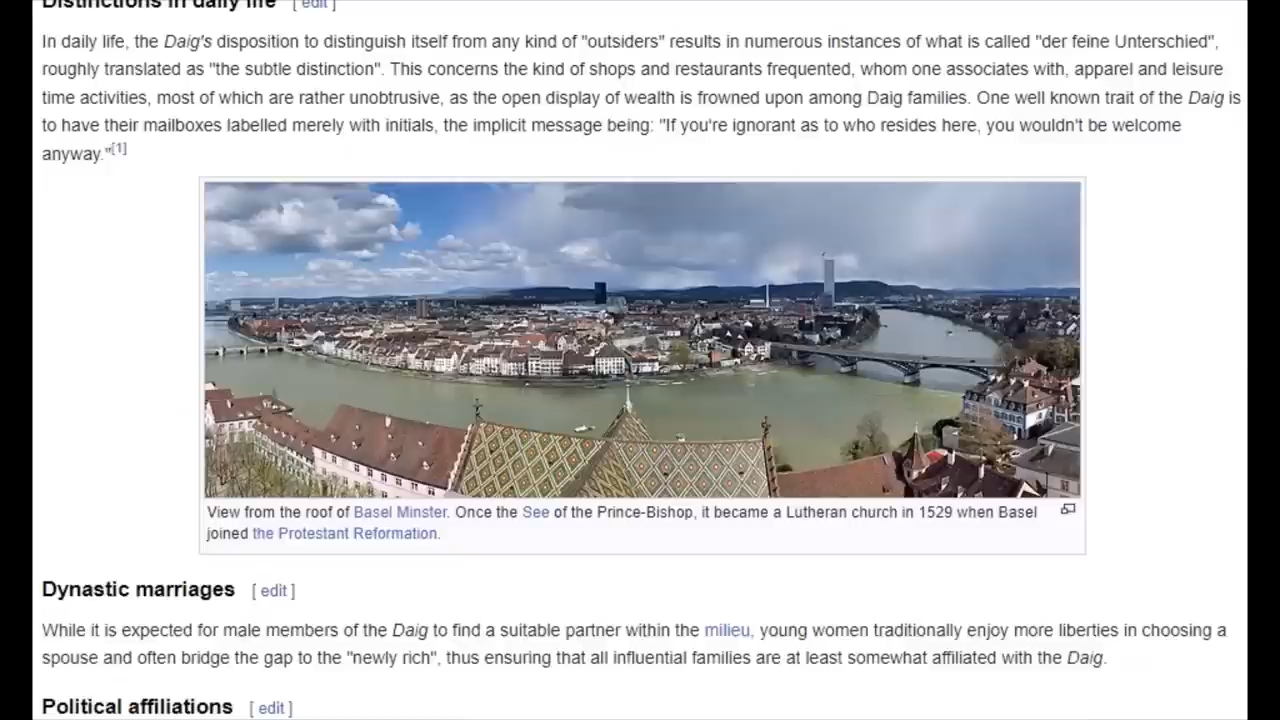 Distinctions in daily life [ edit ]
In daily life, the Daig's disposition to distinguish itself from any kind of "outsiders" results in numerous instances of what is called "der feine Unterschied",
roughly translated as "the subtle distinction". This concerns the kind of shops and restaurants frequented, whom one associates with, apparel and leisure
time activities, most of which are rather unobtrusive, as the open display of wealth is frowned upon among Daig families. One well known trait of the Daig is
to have their mailboxes labelled merely with initials, the implicit message being: "If you're ignorant as to who resides here, you wouldn't be welcome
anyway."[1]
View from the roof of Basel Minster. Once the See of the Prince-Bishop, it became a Lutheran church in 1529 when Basel
joined the Protestant Reformation.
Dynastic marriages [ edit ]
While it is expected for male members of the Daig to find a suitable partner within the milieu, young women traditionally enjoy more liberties in choosing a
spouse and often bridge the gap to the "newly rich", thus ensuring that all influential families are at least somewhat affiliated with the Daig.
Political affiliations [ edit ]